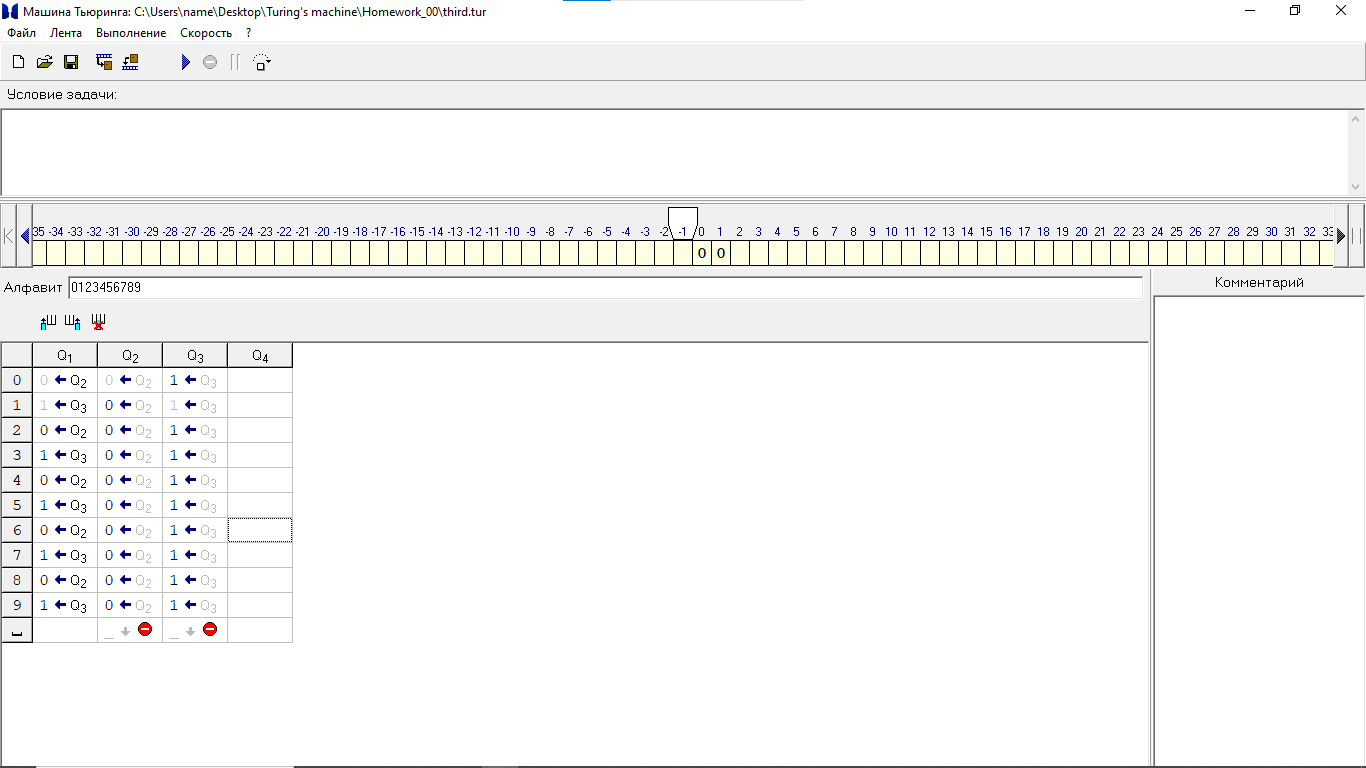 Машина Тьюринга: C:\Users\name\Desktop\Turing's machine\Homework_00\third.tur
Файл Лента Выполнение Скорость ?
Условие задачи:
35 -34 -33 -32 -31 -30 -29 -28 -27 -26 -25 -24 -23 -22 -21 -20 -19 -18 -17 -16 -15 -14 -13 -12 -11 -10 -9 -8 -7 -6 -5 -4 -3 -2 -1 0 1 2 3 4 5 6 7 8 9 10 11 12 13 14 15 16 17 18 19 20 21 22 23 24 25 26 27 28 29 30 31 32 33
0 0
Алфавит 0123456789
Комментарий
Q1 Q2 Q3 Q4
0 0 ← Q2 0 ← Q2 1 ← Q3
1 1 ← Q3 0 ← Q2 1 ← Q3
2 0 ← Q2 0 ← Q2 1 ← Q3
3 1 ← Q3 0 ← Q2 1 ← Q3
4 0 ← Q2 0 ← Q2 1 ← Q3
5 1 ← Q3 0 ← Q2 1 ← Q3
6 0 ← Q2 0 ← Q2 1 ← Q3
7 1 ← Q3 0 ← Q2 1 ← Q3
8 0 ← Q2 0 ← Q2 1 ← Q3
9 1 ← Q3 0 ← Q2 1 ← Q3
␣ _ ↓ _ ↓